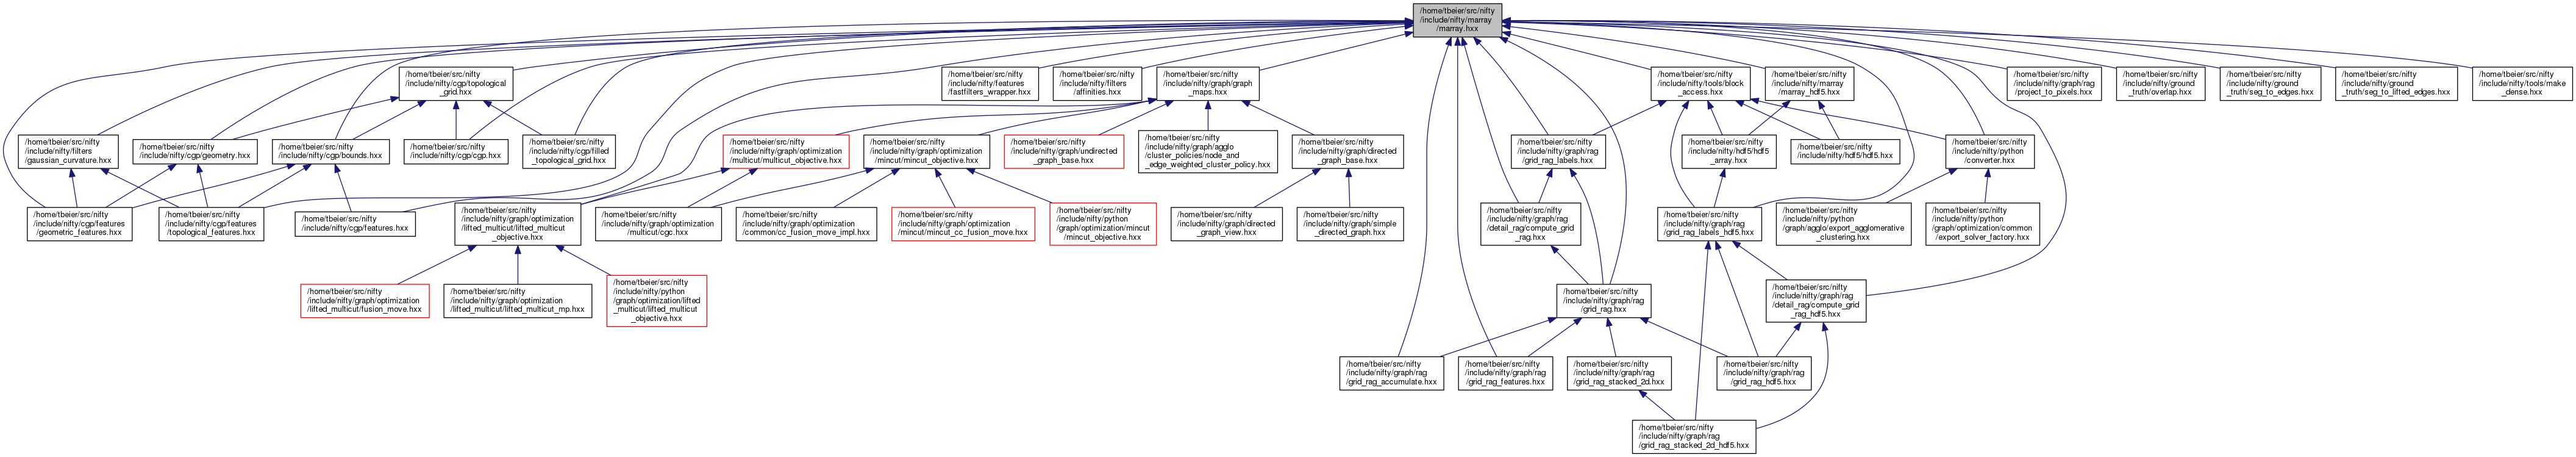 /home/tbeier/src/nifty
/include/nifty/marray
/marray.hxx
/home/tbeier/src/nifty
/include/nifty/cgp/topological
_grid.hxx
/home/tbeier/src/nifty
/include/nifty/features
/fastfilters_wrapper.hxx
/home/tbeier/src/nifty
/include/nifty/filters
/affinities.hxx
/home/tbeier/src/nifty
/include/nifty/graph/graph
_maps.hxx
/home/tbeier/src/nifty
/include/nifty/tools/block
_access.hxx
/home/tbeier/src/nifty
/include/nifty/marray
/marray_hdf5.hxx
/home/tbeier/src/nifty
/include/nifty/graph/rag
/project_to_pixels.hxx
/home/tbeier/src/nifty
/include/nifty/ground
_truth/overlap.hxx
/home/tbeier/src/nifty
/include/nifty/ground
_truth/seg_to_edges.hxx
/home/tbeier/src/nifty
/include/nifty/ground
_truth/seg_to_lifted_edges.hxx
/home/tbeier/src/nifty
/include/nifty/tools/make
_dense.hxx
/home/tbeier/src/nifty
/include/nifty/filters
/gaussian_curvature.hxx
/home/tbeier/src/nifty
/include/nifty/cgp/geometry.hxx
/home/tbeier/src/nifty
/include/nifty/cgp/bounds.hxx
/home/tbeier/src/nifty
/include/nifty/cgp/cgp.hxx
/home/tbeier/src/nifty
/include/nifty/cgp/filled
_topological_grid.hxx
/home/tbeier/src/nifty
/include/nifty/graph/optimization
/multicut/multicut_objective.hxx
/home/tbeier/src/nifty
/include/nifty/graph/optimization
/mincut/mincut_objective.hxx
/home/tbeier/src/nifty
/include/nifty/graph/undirected
_graph_base.hxx
/home/tbeier/src/nifty
/include/nifty/graph/agglo
/cluster_policies/node_and
_edge_weighted_cluster_policy.hxx
/home/tbeier/src/nifty
/include/nifty/graph/directed
_graph_base.hxx
/home/tbeier/src/nifty
/include/nifty/graph/rag
/grid_rag_labels.hxx
/home/tbeier/src/nifty
/include/nifty/hdf5/hdf5
_array.hxx
/home/tbeier/src/nifty
/include/nifty/hdf5/hdf5.hxx
/home/tbeier/src/nifty
/include/nifty/python
/converter.hxx
/home/tbeier/src/nifty
/include/nifty/cgp/features
/geometric_features.hxx
/home/tbeier/src/nifty
/include/nifty/cgp/features
/topological_features.hxx
/home/tbeier/src/nifty
/include/nifty/cgp/features.hxx
/home/tbeier/src/nifty
/include/nifty/graph/optimization
/lifted_multicut/lifted_multicut
_objective.hxx
/home/tbeier/src/nifty
/include/nifty/graph/optimization
/multicut/cgc.hxx
/home/tbeier/src/nifty
/include/nifty/graph/optimization
/common/cc_fusion_move_impl.hxx
/home/tbeier/src/nifty
/include/nifty/graph/optimization
/mincut/mincut_cc_fusion_move.hxx
/home/tbeier/src/nifty
/include/nifty/python
/graph/optimization/mincut
/mincut_objective.hxx
/home/tbeier/src/nifty
/include/nifty/graph/directed
_graph_view.hxx
/home/tbeier/src/nifty
/include/nifty/graph/simple
_directed_graph.hxx
/home/tbeier/src/nifty
/include/nifty/graph/rag
/detail_rag/compute_grid
_rag.hxx
/home/tbeier/src/nifty
/include/nifty/graph/rag
/grid_rag_labels_hdf5.hxx
/home/tbeier/src/nifty
/include/nifty/python
/graph/agglo/export_agglomerative
_clustering.hxx
/home/tbeier/src/nifty
/include/nifty/python
/graph/optimization/common
/export_solver_factory.hxx
/home/tbeier/src/nifty
/include/nifty/graph/optimization
/lifted_multicut/fusion_move.hxx
/home/tbeier/src/nifty
/include/nifty/graph/optimization
/lifted_multicut/lifted_multicut_mp.hxx
/home/tbeier/src/nifty
/include/nifty/python
/graph/optimization/lifted
_multicut/lifted_multicut
_objective.hxx
/home/tbeier/src/nifty
/include/nifty/graph/rag
/grid_rag.hxx
/home/tbeier/src/nifty
/include/nifty/graph/rag
/detail_rag/compute_grid
_rag_hdf5.hxx
/home/tbeier/src/nifty
/include/nifty/graph/rag
/grid_rag_accumulate.hxx
/home/tbeier/src/nifty
/include/nifty/graph/rag
/grid_rag_features.hxx
/home/tbeier/src/nifty
/include/nifty/graph/rag
/grid_rag_stacked_2d.hxx
/home/tbeier/src/nifty
/include/nifty/graph/rag
/grid_rag_hdf5.hxx
/home/tbeier/src/nifty
/include/nifty/graph/rag
/grid_rag_stacked_2d_hdf5.hxx